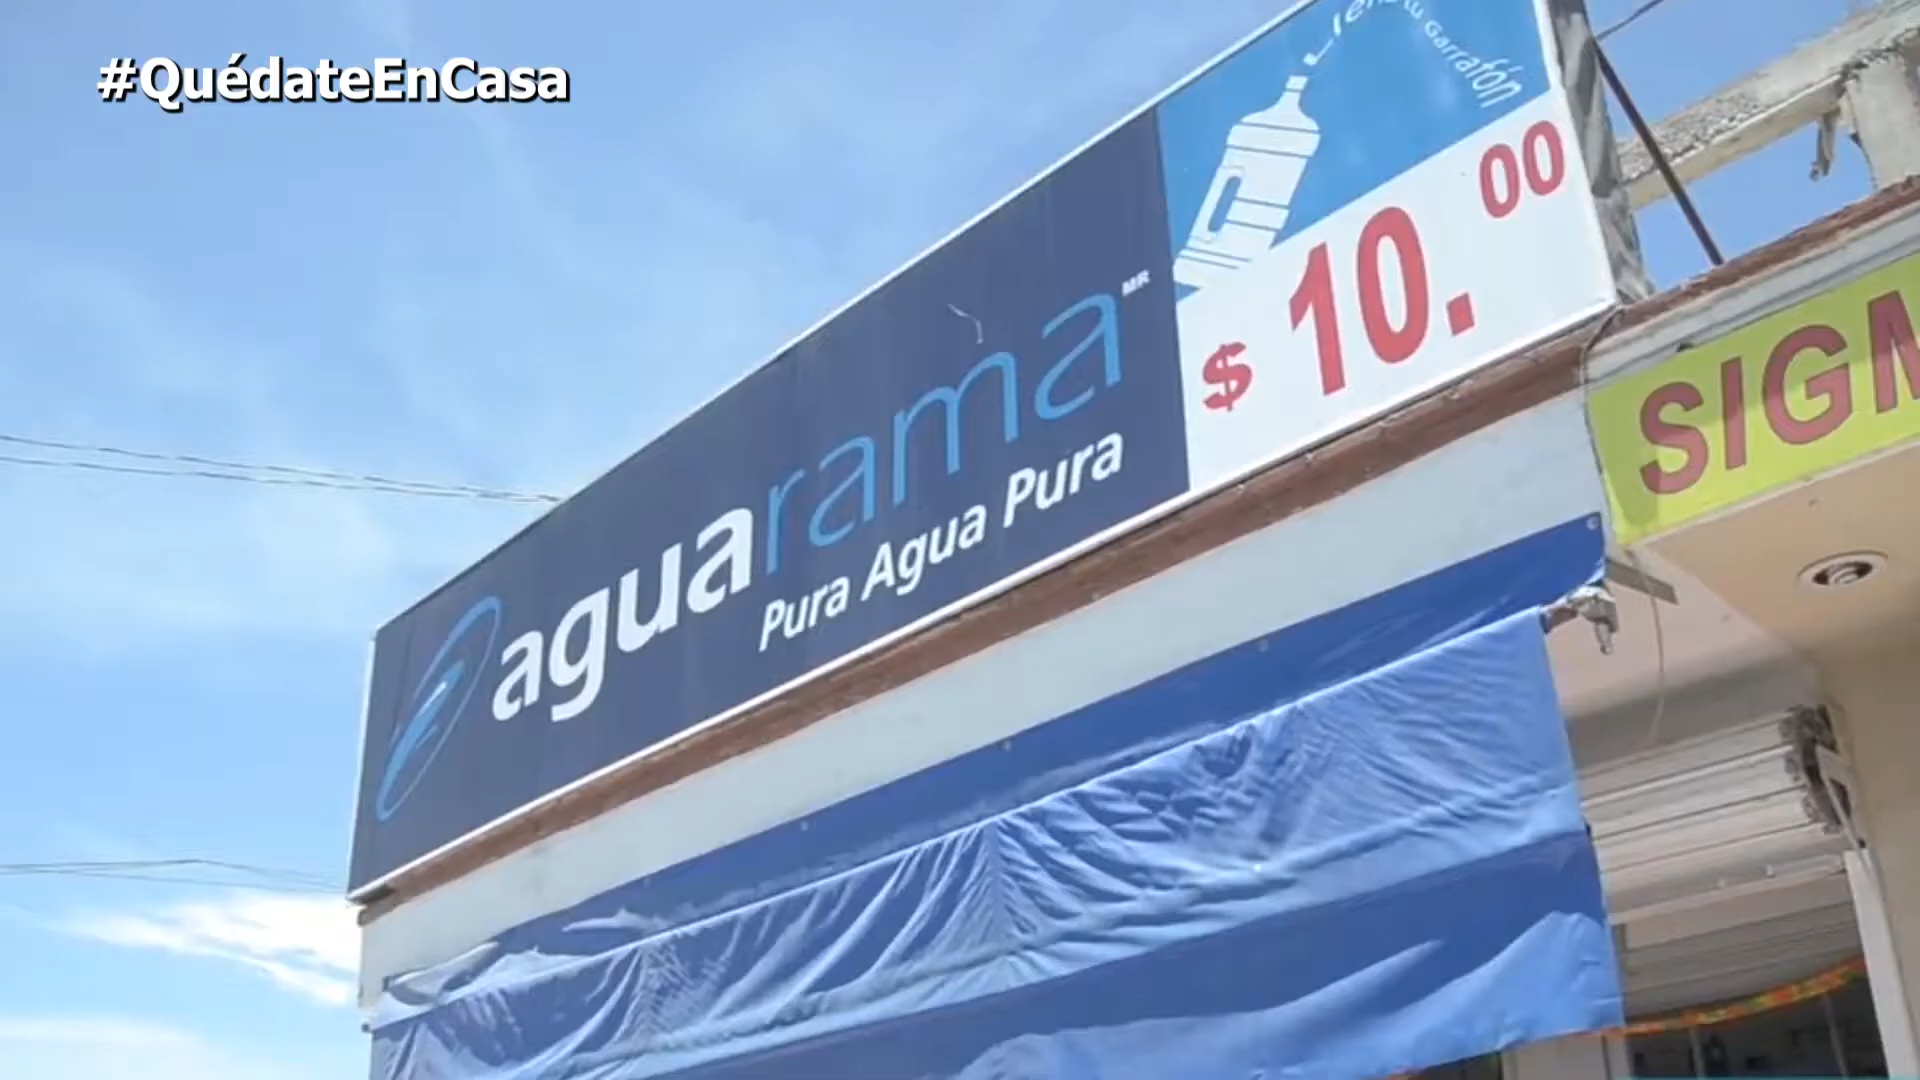 #QuédateEnCasa
Llena tu Garrafón
$ 10.00
aguarama MR
Pura Agua Pura
SIGM